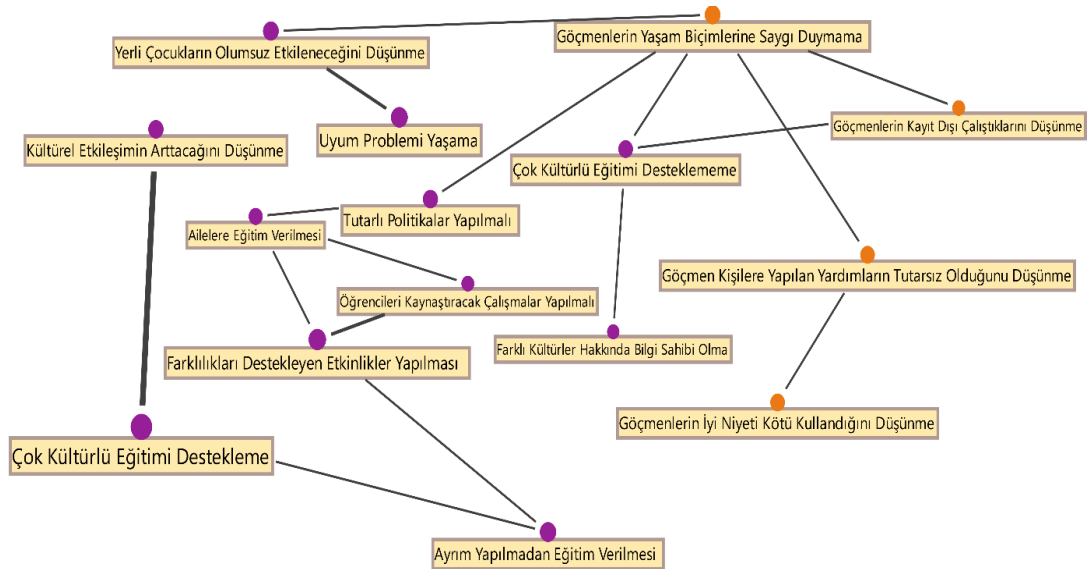 Yerli Çocukların Olumsuz Etkileneceğini Düşünme
Göçmenlerin Yaşam Biçimlerine Saygı Duymama
Uyum Problemi Yaşama
Göçmenlerin Kayıt Dışı Çalıştıklarını Düşünme
Kültürel Etkileşimin Arttacağını Düşünme
Çok Kültürlü Eğitimi Desteklememe
Tutarlı Politikalar Yapılmalı
Ailelere Eğitim Verilmesi
Göçmen Kişilere Yapılan Yardımların Tutarsız Olduğunu Düşünme
Öğrencileri Kaynaştıracak Çalışmalar Yapılmalı
Farklı Kültürler Hakkında Bilgi Sahibi Olma
Farklılıkları Destekleyen Etkinlikler Yapılması
Göçmenlerin İyi Niyeti Kötü Kullandığını Düşünme
Çok Kültürlü Eğitimi Destekleme
Ayrım Yapılmadan Eğitim Verilmesi